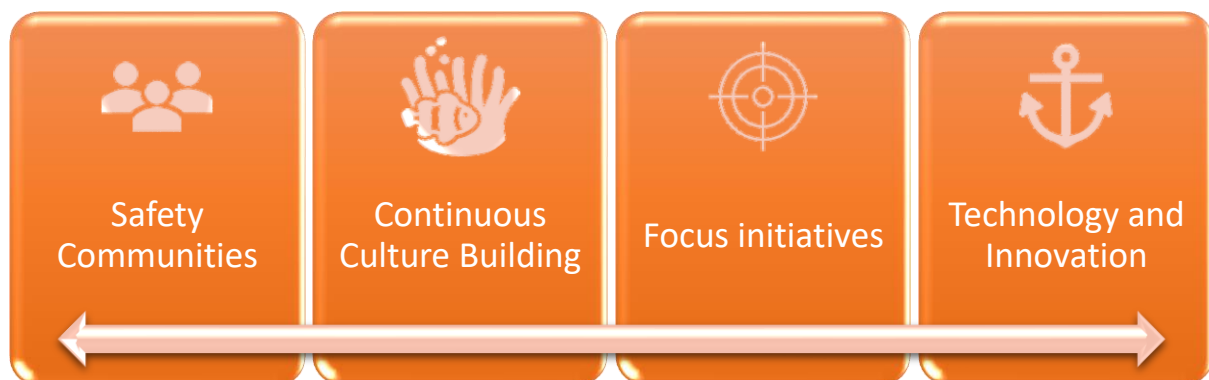 Safety
Communities
Continuous
Culture Building
Focus initiatives
Technology and
Innovation